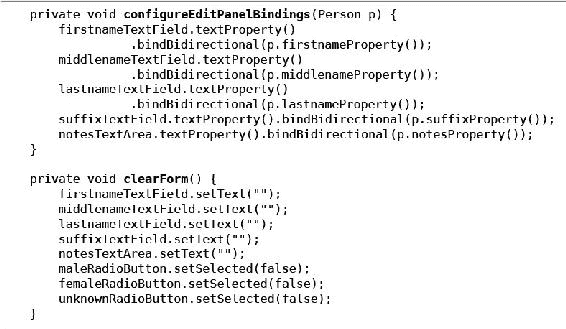 private void configureEditPanelBindings(Person p) {
firstnameTextField.textProperty()
.bindBidirectional(p.firstnameProperty());
middlenameTextField.textProperty()
.bindBidirectional(p.middlenameProperty());
lastnameTextField.textProperty()
.bindBidirectional(p.lastnameProperty());
suffixTextField.textProperty().bindBidirectional(p.suffixProperty());
notesTextArea.textProperty().bindBidirectional(p.notesProperty());
}
private void clearForm() {
firstnameTextField.setText("");
middlenameTextField.setText("");
lastnameTextField.setText("");
suffixTextField.setText("");
notesTextArea.setText("");
maleRadioButton.setSelected(false);
femaleRadioButton.setSelected(false);
unknownRadioButton.setSelected(false);
}